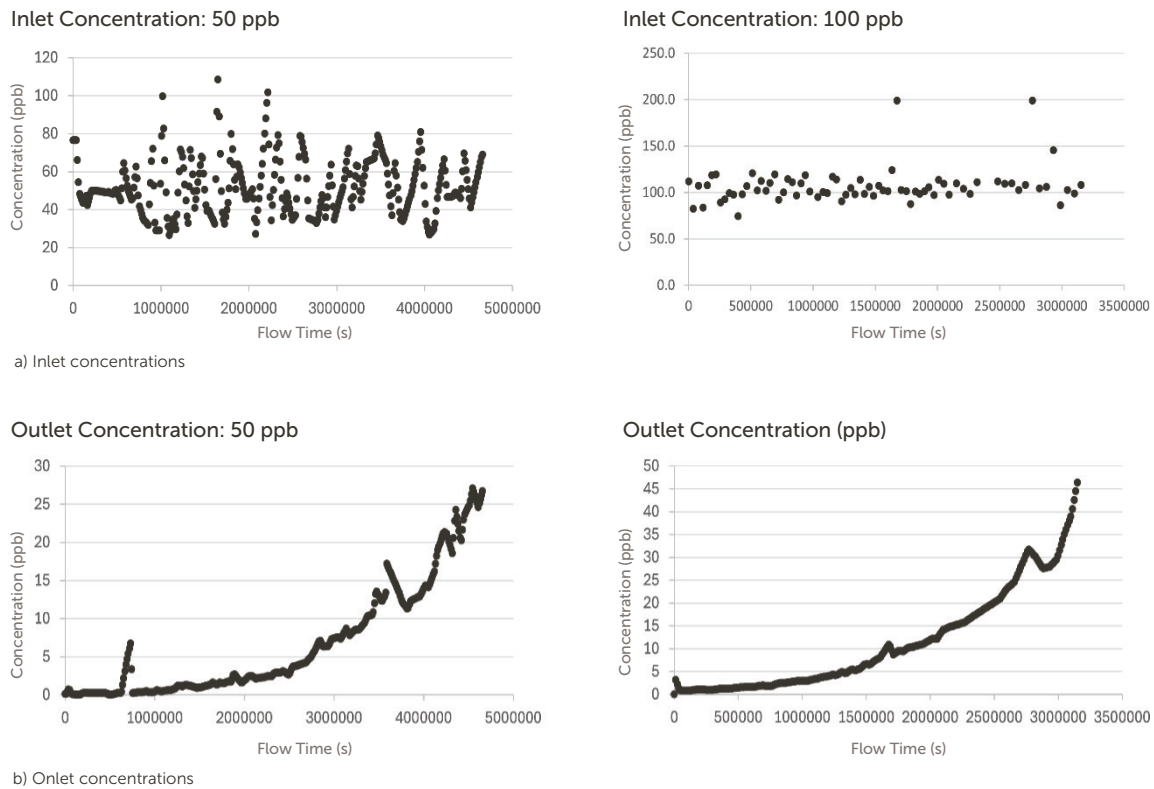 Inlet Concentration: 50 ppb
Concentration (ppb)
120
100
80
60
40
20
0
0 1000000 2000000 3000000 4000000 5000000
Flow Time (s)
Inlet Concentration: 100 ppb
Concentration (ppb)
250.0
200.0
150.0
100.0
50.0
0.0
0 500000 1000000 1500000 2000000 2500000 3000000 3500000
Flow Time (s)
a) Inlet concentrations
Outlet Concentration: 50 ppb
Concentration (ppb)
30
25
20
15
10
5
0
0 1000000 2000000 3000000 4000000 5000000
Flow Time (s)
Outlet Concentration (ppb)
Concentration (ppb)
50
45
40
35
30
25
20
15
10
5
0
0 500000 1000000 1500000 2000000 2500000 3000000 3500000
Flow Time (s)
b) Onlet concentrations